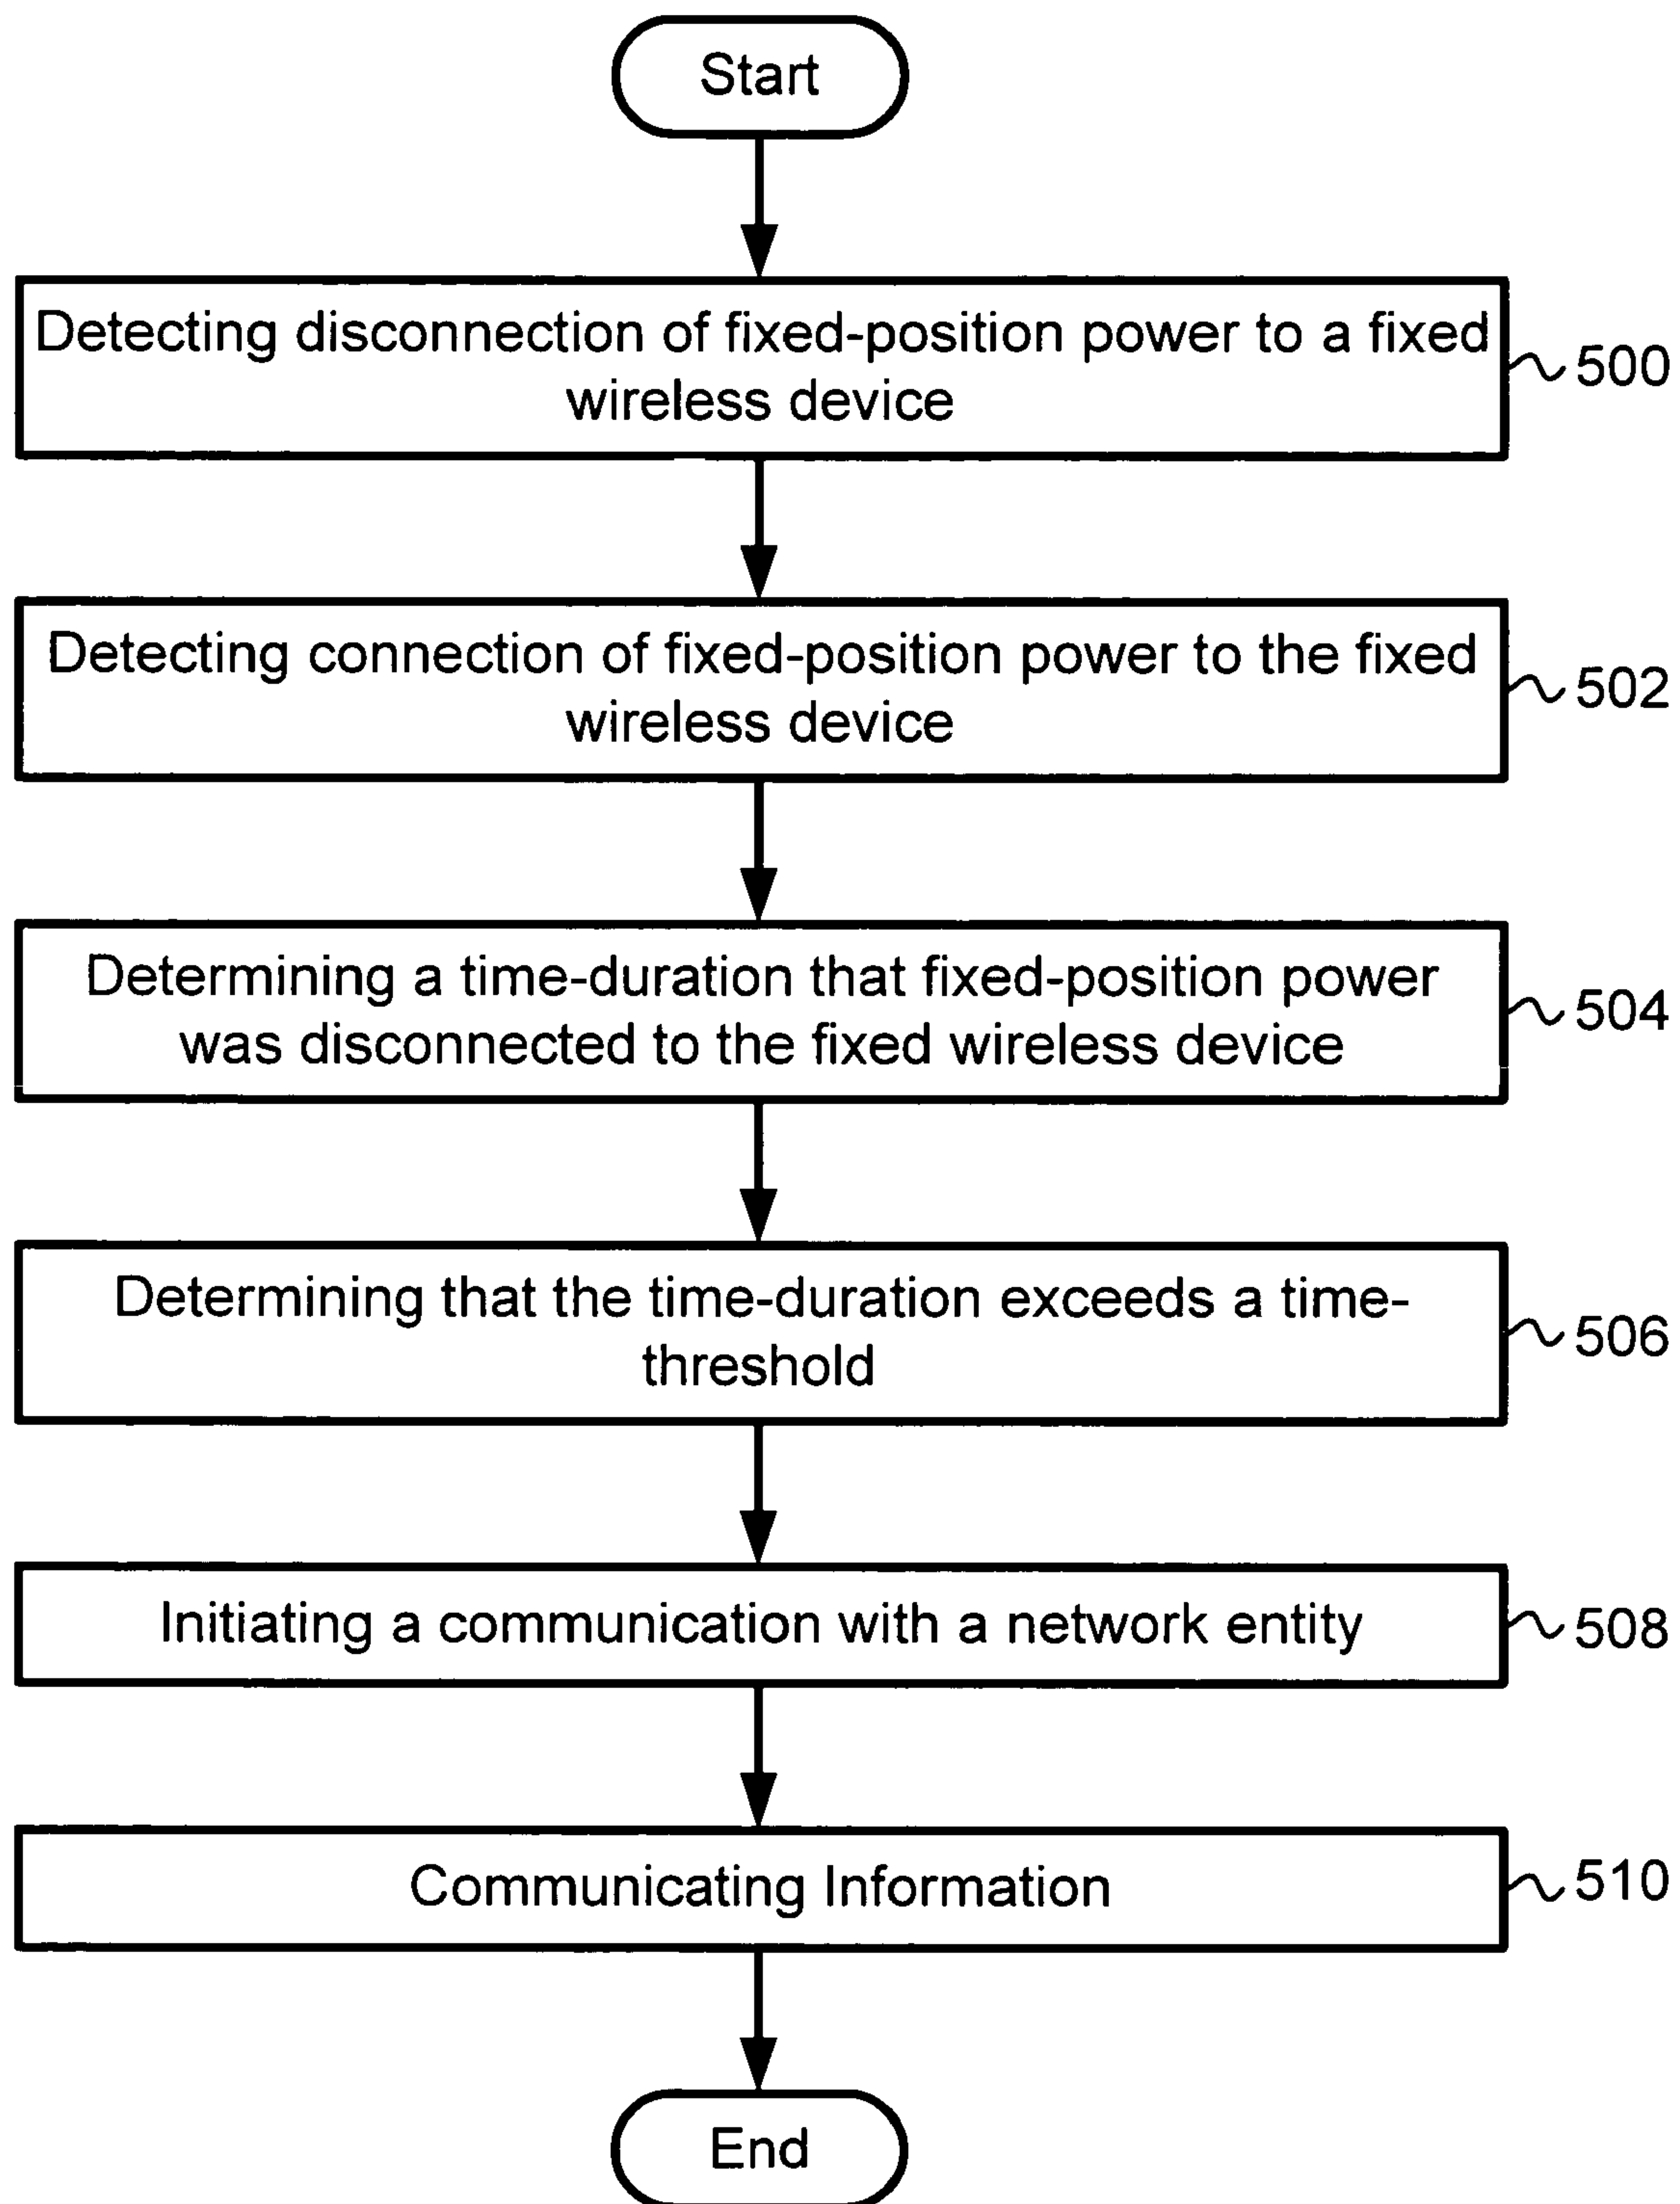 Start
Detecting disconnection of fixed-position power to a fixed
wireless device
500
Detecting connection of fixed-position power to the fixed
wireless device
502
Determining a time-duration that fixed-position power
was disconnected to the fixed wireless device
504
Determining that the time-duration exceeds a time-
threshold
506
Initiating a communication with a network entity
508
Communicating Information
510
End